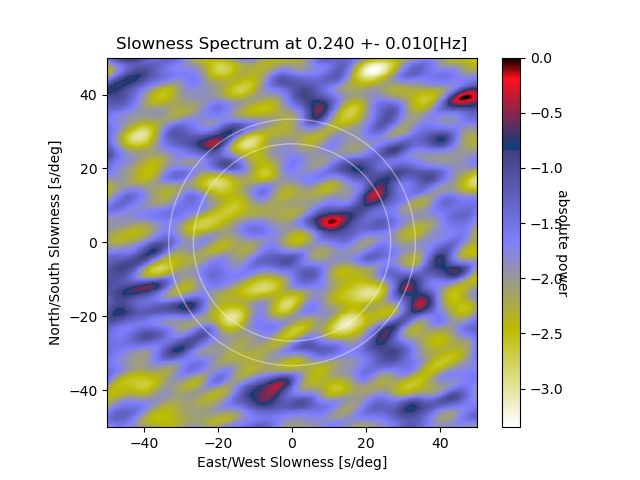 Slowness Spectrum at 0.240 +- 0.010[Hz]
North/South Slowness [s/deg]
40
20
0
−20
−40
−40 −20 0 20 40
East/West Slowness [s/deg]
0.0
−0.5
−1.0
−1.5
−2.0
−2.5
−3.0
absolute power